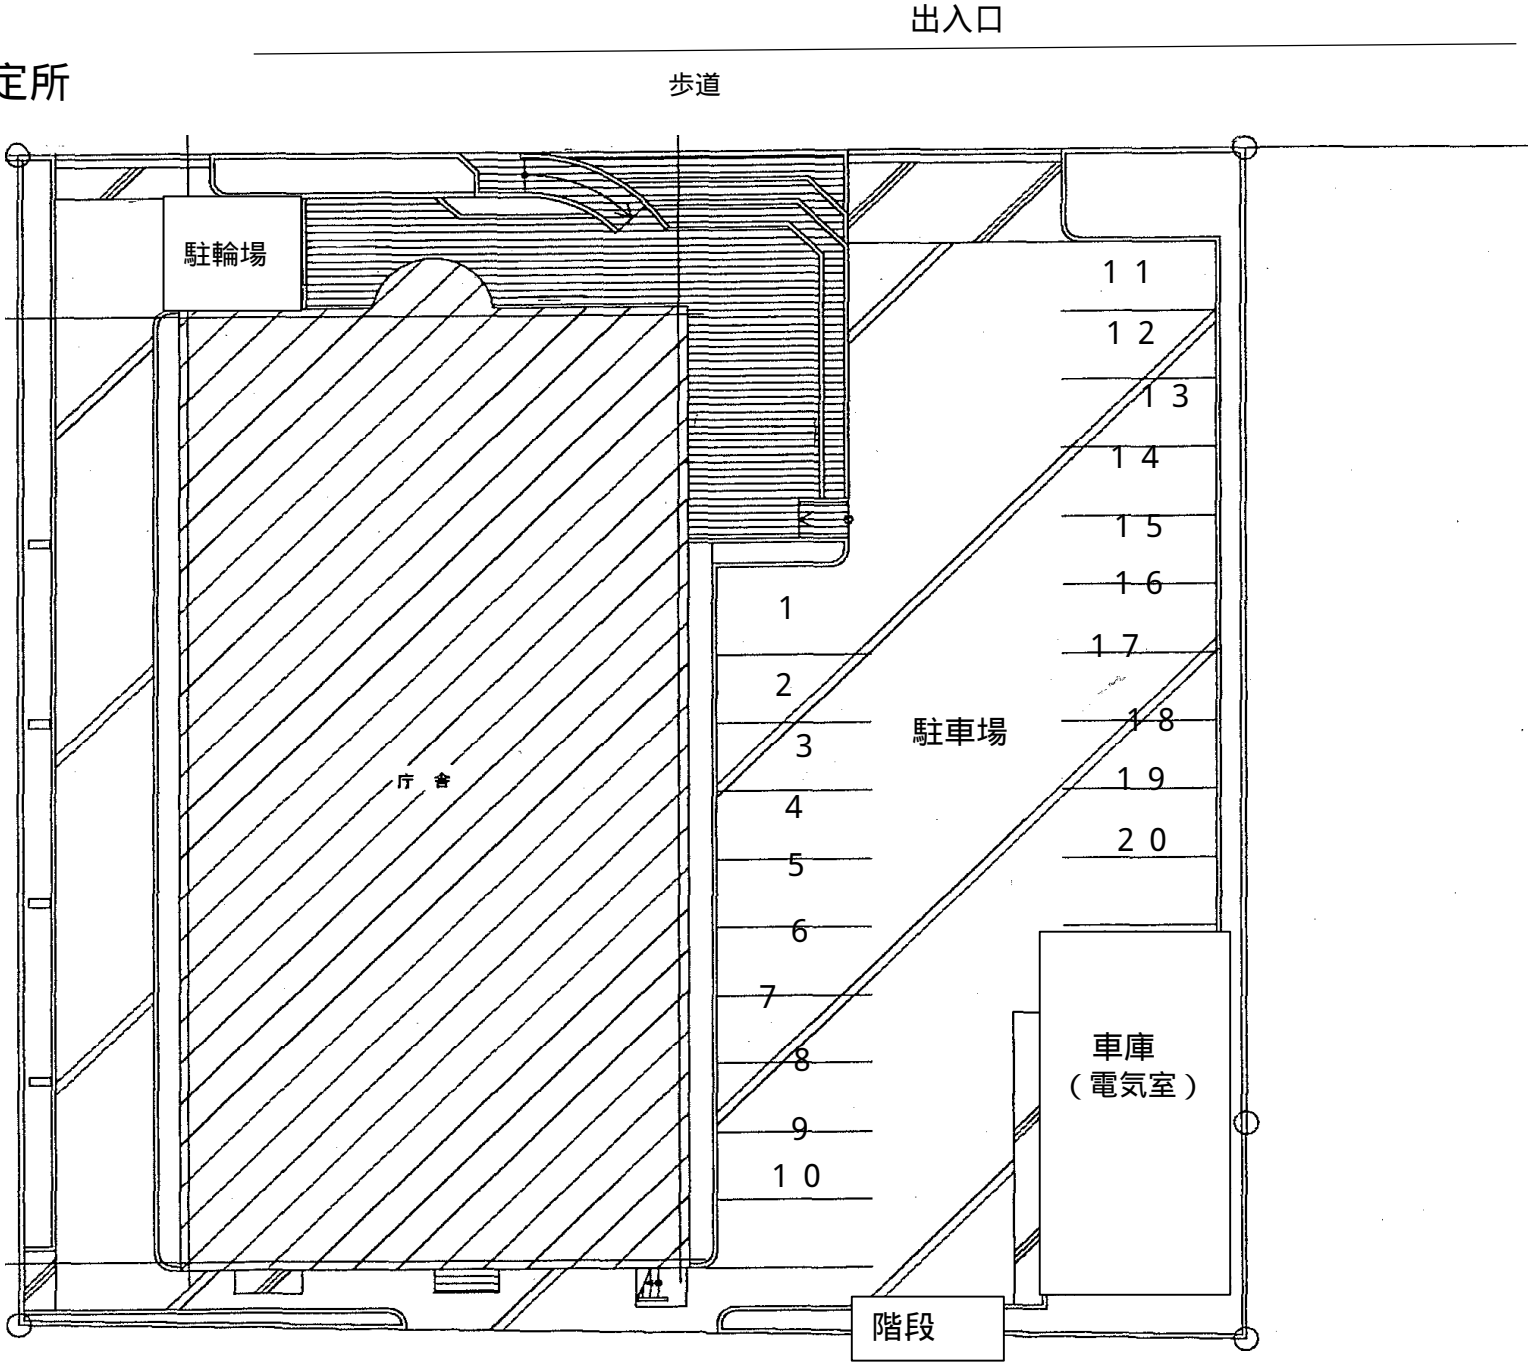 出入口
定所
歩道
駐輪場
１１
１２
１３
１４
１５
１６
１７
１８
１９
２０
１
２
３
４
５
６
７
８
９
１０
駐車場
庁 舎
車庫
（電気室）
階段